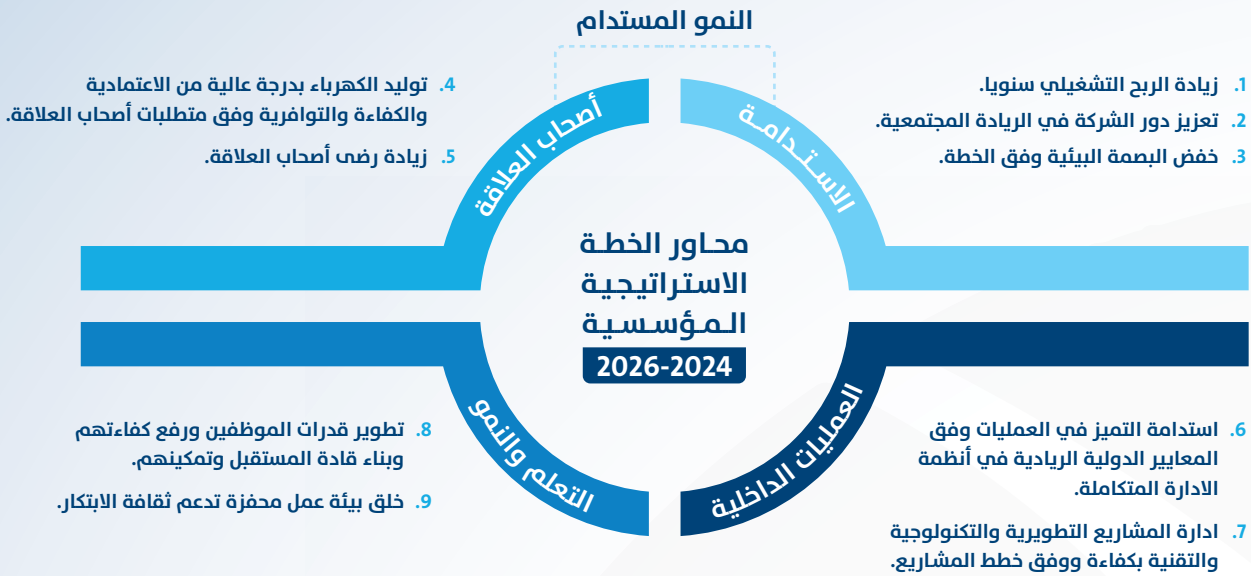 النمو المستدام
الاستدامة
1. زيادة الربح التشغيلي سنويا.
2. تعزيز دور الشركة في الريادة المجتمعية.
3. خفض البصمة البيئية وفق الخطة.
أصحاب العلاقة
4. توليد الكهرباء بدرجة عالية من الاعتمادية
والكفاءة والتوافرية وفق متطلبات أصحاب العلاقة.
5. زيادة رضى أصحاب العلاقة.
محاور الخطة
الاستراتيجية
المؤسسية
2026-2024
العمليات الداخلية
6. استدامة التميز في العمليات وفق
المعايير الدولية الريادية في أنظمة
الادارة المتكاملة.
7. ادارة المشاريع التطويرية والتكنولوجية
والتقنية بكفاءة ووفق خطط المشاريع.
التعلم والنمو
8. تطوير قدرات الموظفين ورفع كفاءتهم
وبناء قادة المستقبل وتمكينهم.
9. خلق بيئة عمل محفزة تدعم ثقافة الابتكار.